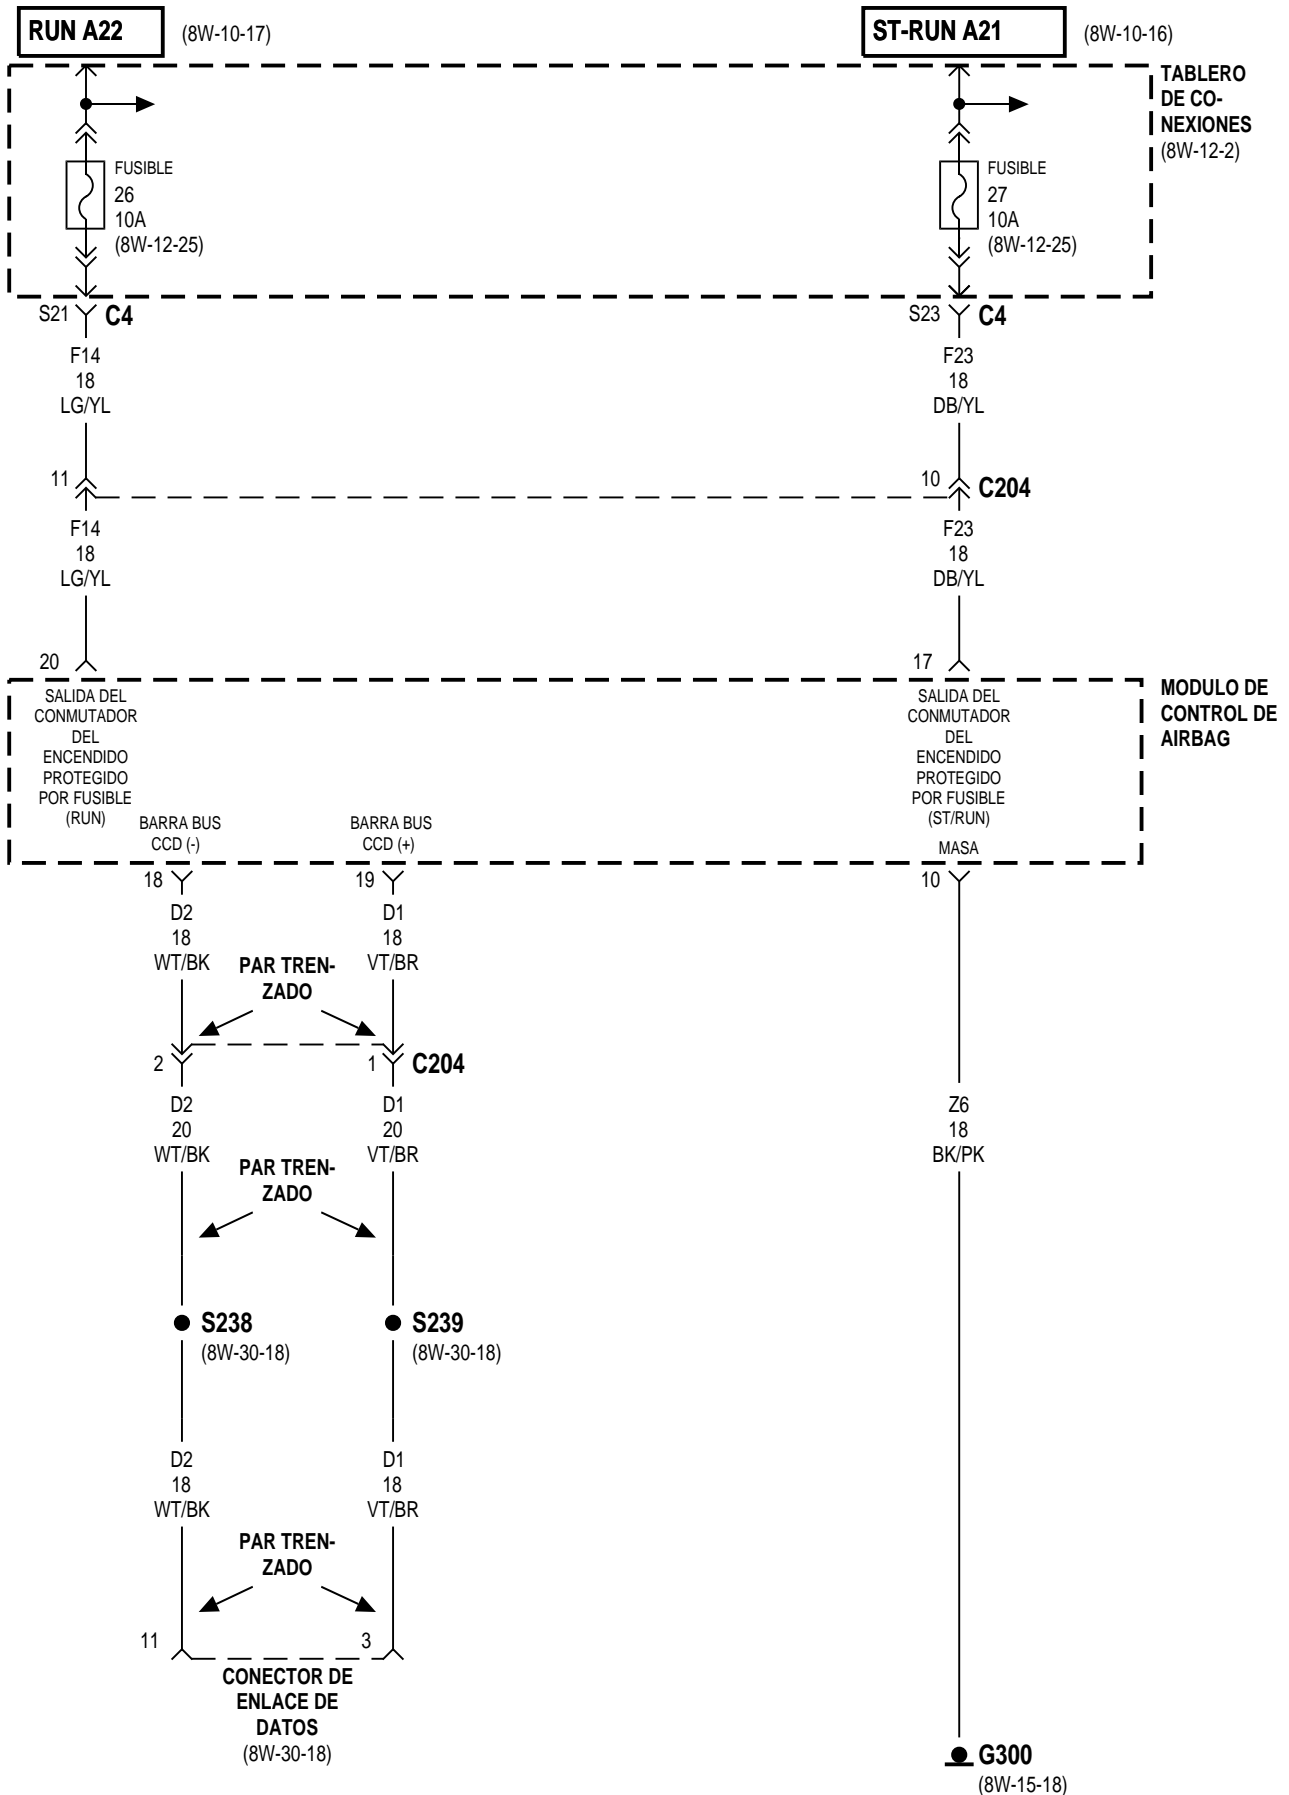 RUN A22
(8W-10-17)
ST-RUN A21
(8W-10-16)
TABLERO
DE CO-
NEXIONES
(8W-12-2)
FUSIBLE
26
10A
(8W-12-25)
FUSIBLE
27
10A
(8W-12-25)
S21
C4
S23
C4
F14
18
LG/YL
F23
18
DB/YL
11
10
C204
F14
18
LG/YL
F23
18
DB/YL
20
17
MODULO DE
CONTROL DE
AIRBAG
SALIDA DEL
CONMUTADOR
DEL
ENCENDIDO
PROTEGIDO
POR FUSIBLE
(RUN)
SALIDA DEL
CONMUTADOR
DEL
ENCENDIDO
PROTEGIDO
POR FUSIBLE
(ST/RUN)
BARRA BUS
CCD (-)
BARRA BUS
CCD (+)
MASA
18
19
10
D2
18
WT/BK
D1
18
VT/BR
PAR TREN-
ZADO
2
1
C204
D2
20
WT/BK
D1
20
VT/BR
Z6
18
BK/PK
PAR TREN-
ZADO
S238
(8W-30-18)
S239
(8W-30-18)
D2
18
WT/BK
D1
18
VT/BR
PAR TREN-
ZADO
11
3
CONECTOR DE
ENLACE DE
DATOS
(8W-30-18)
G300
(8W-15-18)